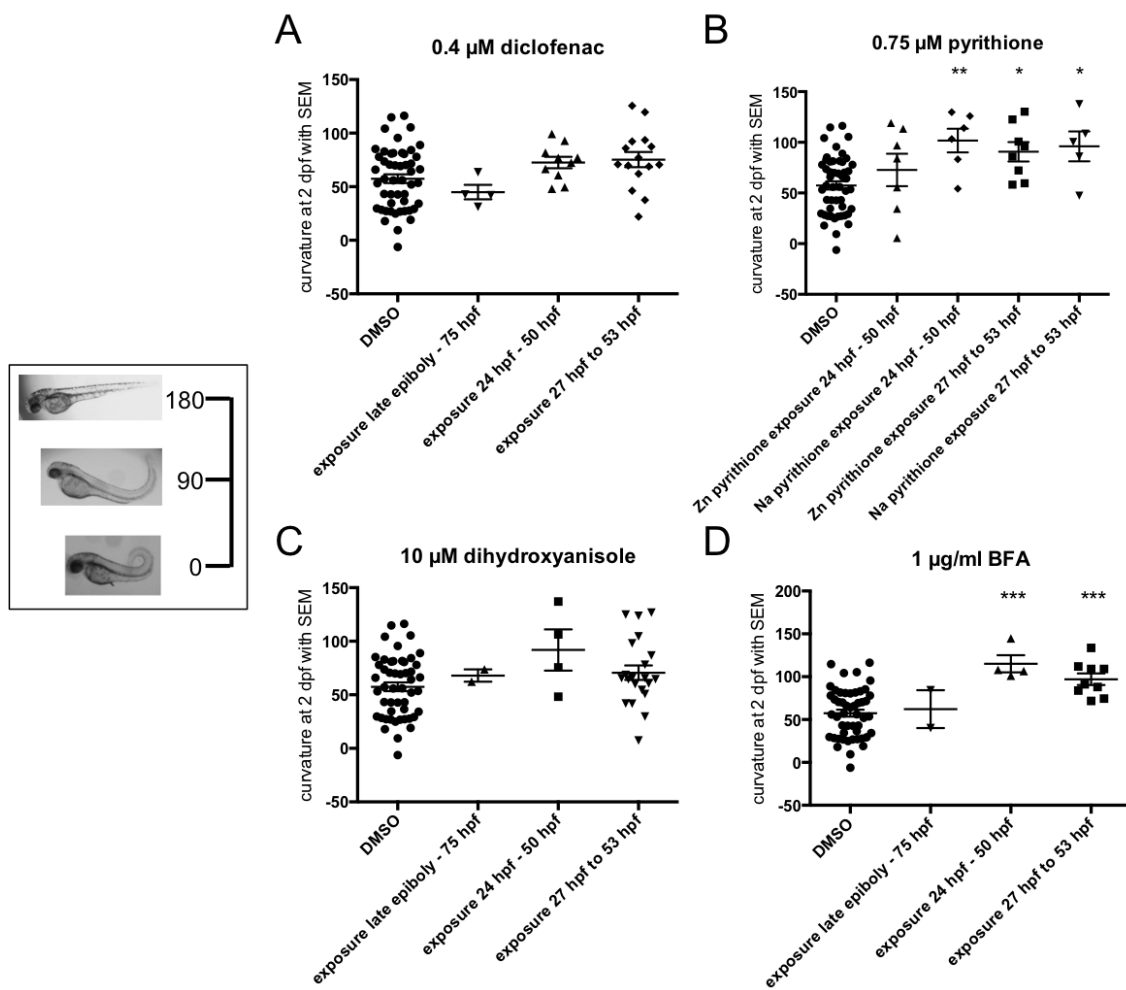 A
0.4 µM diclofenac
curvature at 2 dpf with SEM
150
100
50
0
-50
DMSO
exposure late epiboly - 75 hpf
exposure 24 hpf - 50 hpf
exposure 27 hpf to 53 hpf
B
0.75 µM pyrithione
** * *
curvature at 2 dpf with SEM
150
100
50
0
-50
DMSO
Zn pyrithione exposure 24 hpf - 50 hpf
Na pyrithione exposure 24 hpf - 50 hpf
Zn pyrithione exposure 27 hpf to 53 hpf
Na pyrithione exposure 27 hpf to 53 hpf
180
90
0
C
10 µM dihydroxyanisole
curvature at 2 dpf with SEM
150
100
50
0
-50
DMSO
exposure late epiboly - 75 hpf
exposure 24 hpf - 50 hpf
exposure 27 hpf to 53 hpf
D
1 µg/ml BFA
*** ***
curvature at 2 dpf with SEM
200
150
100
50
0
-50
DMSO
exposure late epiboly - 75 hpf
exposure 24 hpf - 50 hpf
exposure 27 hpf to 53 hpf